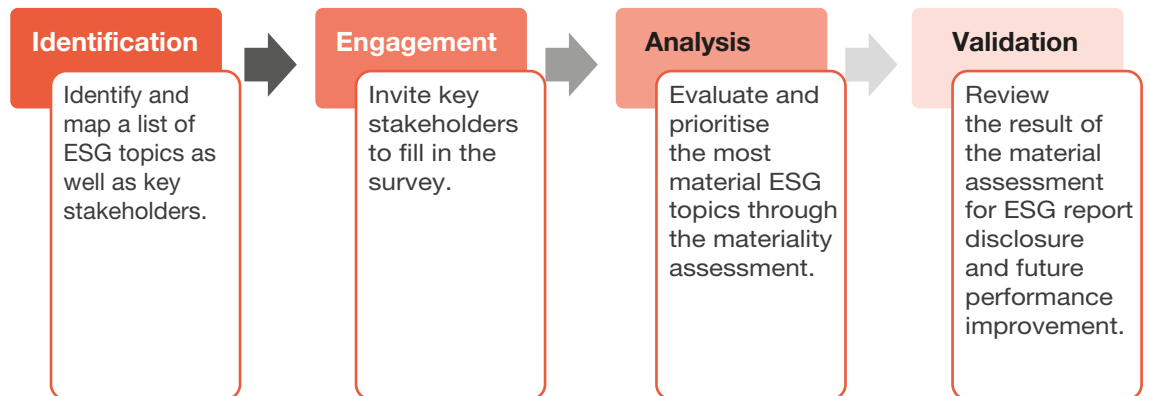 Identification
Identify and
map a list of
ESG topics as
well as key
stakeholders.
Engagement
Invite key
stakeholders
to fill in the
survey.
Analysis
Evaluate and
prioritise
the most
material ESG
topics through
the materiality
assessment.
Validation
Review
the result of
the material
assessment
for ESG report
disclosure
and future
performance
improvement.